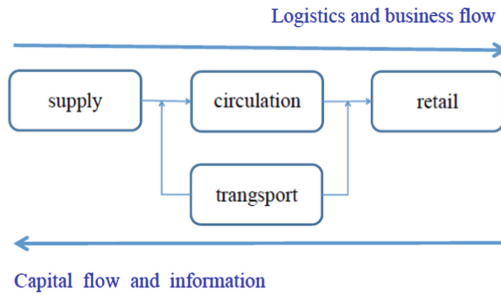 Logistics and business flow
supply
circulation
retail
trangsport
Capital flow and information